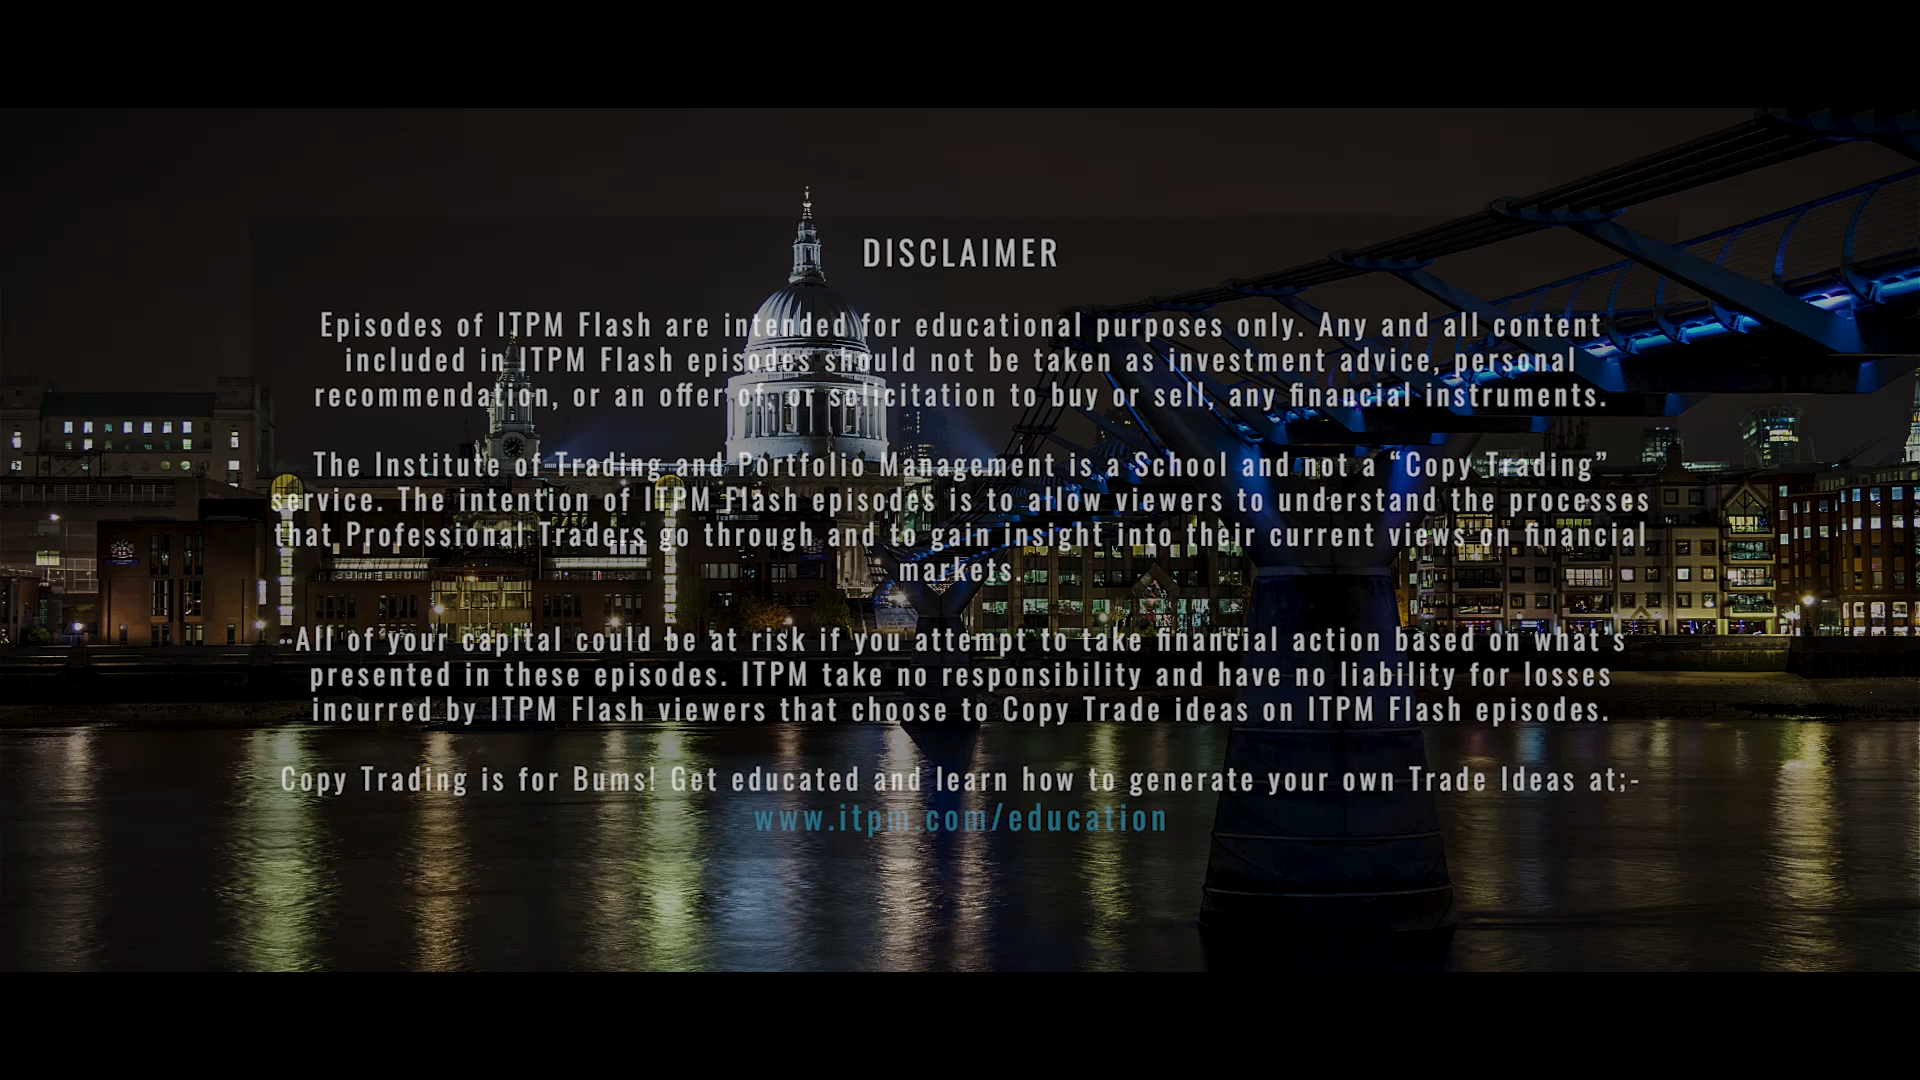 DISCLAIMER
Episodes of ITPM Flash are intended for educational purposes only. Any and all content
included in ITPM Flash episodes should not be taken as investment advice, personal
recommendation, or an offer of, or solicitation to buy or sell, any financial instruments.
The Institute of Trading and Portfolio Management is a School and not a “Copy Trading”
service. The intention of ITPM Flash episodes is to allow viewers to understand the processes
that Professional Traders go through and to gain insight into their current views on financial
markets.
All of your capital could be at risk if you attempt to take financial action based on what's
presented in these episodes. ITPM take no responsibility and have no liability for losses
incurred by ITPM Flash viewers that choose to Copy Trade ideas on ITPM Flash episodes.
Copy Trading is for Bums! Get educated and learn how to generate your own Trade Ideas at;-
www.itpm.com/education